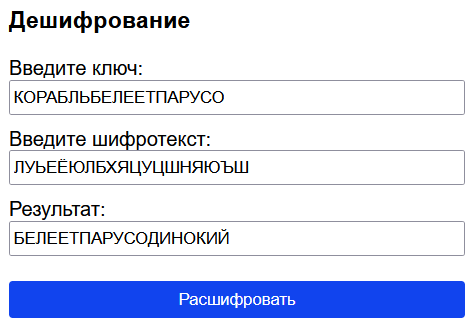 Дешифрование
Введите ключ:
КОРАБЛЬБЕЛЕЕТПАРУСО
Введите шифротекст:
ЛУЬЕЁЮЛБХЯЦУЦШНЯЮЪШ
Результат:
БЕЛЕЕТПАРУСОДИНОКИЙ
Расшифровать